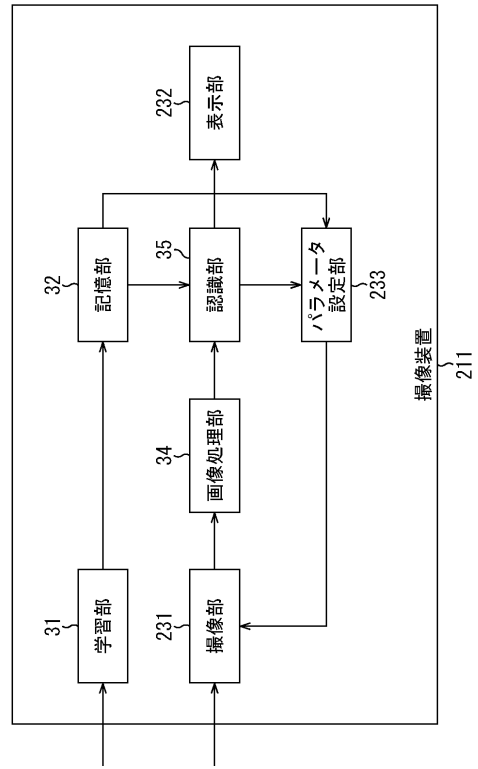 31
学習部
32
記憶部
231
撮像部
34
画像処理部
35
認識部
232
表示部
パラメータ
設定部
233
撮像装置
211